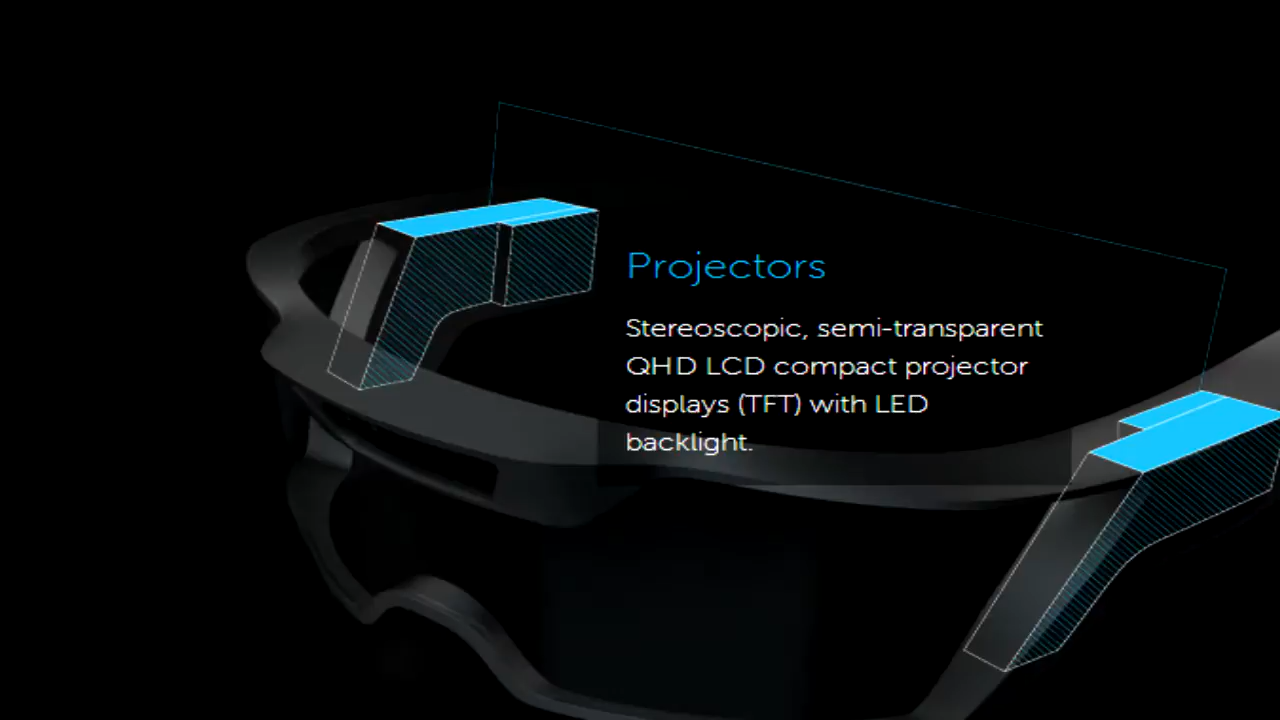 Projectors
Stereoscopic, semi-transparent
QHD LCD compact projector
displays (TFT) with LED
backlight.